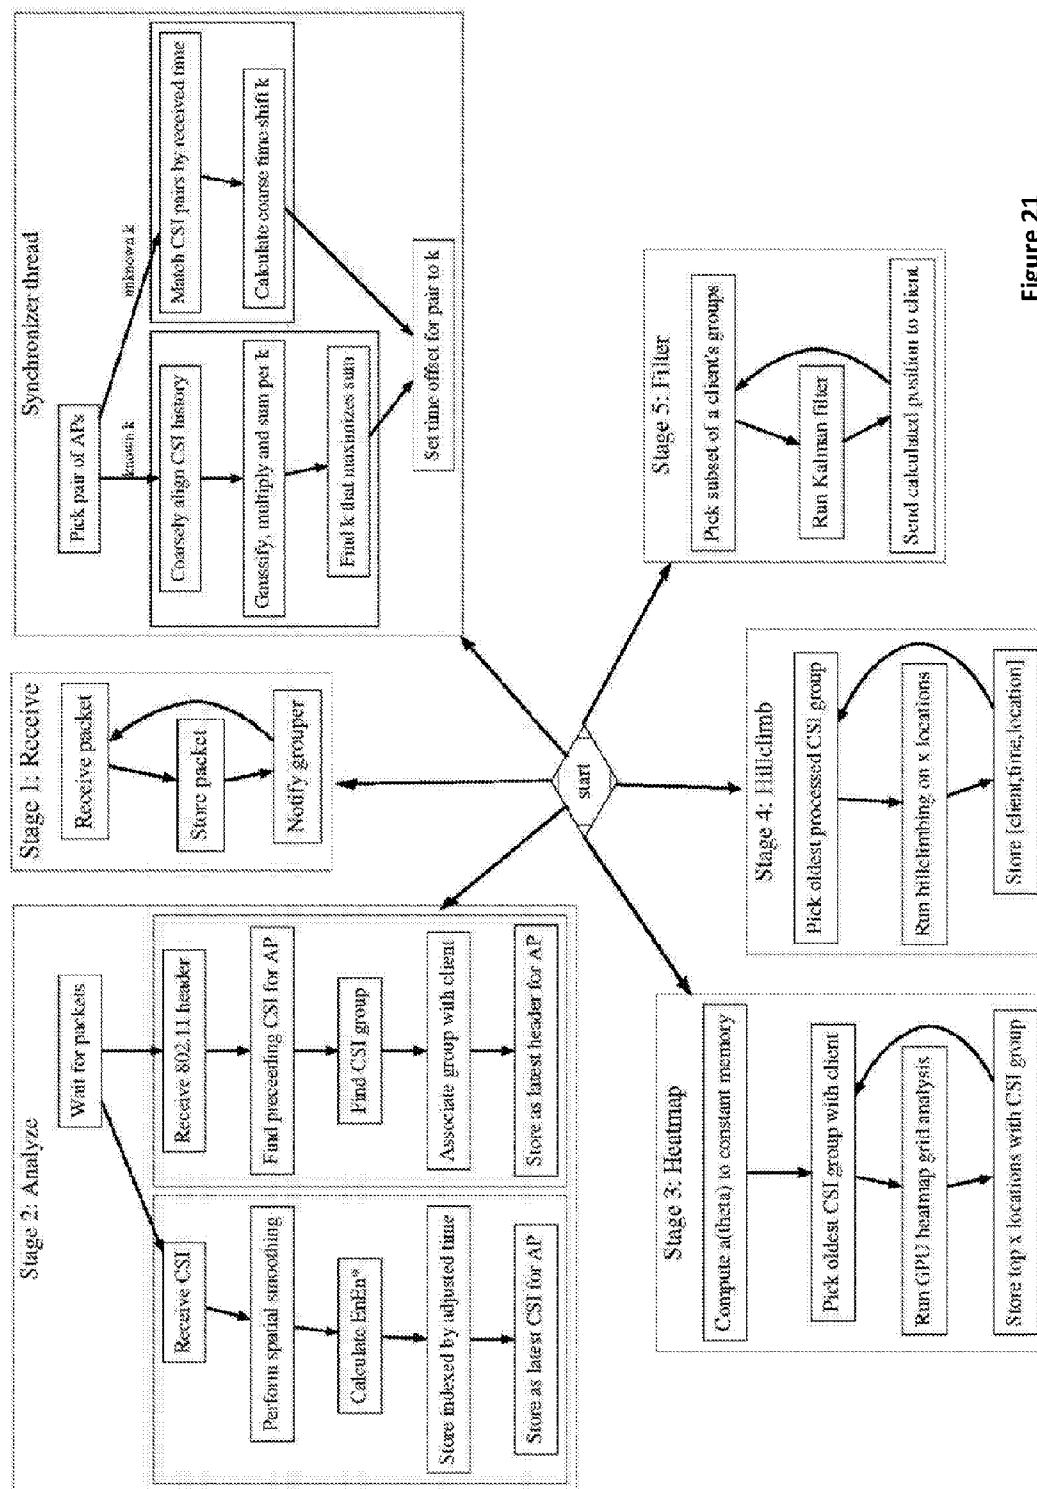 Stage 2: Analyze
Wait for packets
Receive CSI
Perform spatial smoothing
Calculate EnEn*
Store indexed by adjusted time
Store as latest CSI for AP
Receive 802.11 header
Find preceeding CSI for AP
Find CSI group
Associate group with client
Store as latest header for AP
Stage 1: Receive
Receive packet
Store packet
Notify grouper
Synchronizer thread
Pick pair of APs
known k
unknown k
Coarsely align CSI history
Gaussify, multiply and sum per k
Find k that maximizes sum
Match CSI pairs by received time
Calculate coarse time shift k
Set time offset for pair to k
start
Stage 3: Heatmap
Compute a(theta) to constant memory
Pick oldest CSI group with client
Run GPU heatmap grid analysis
Store top x locations with CSI group
Stage 4: Hillclimb
Pick oldest processed CSI group
Run hillclimbing on x locations
Store [client,time,location]
Stage 5: Filter
Pick subset of a client's groups
Run Kalman filter
Send calculated position to client
Figure 21